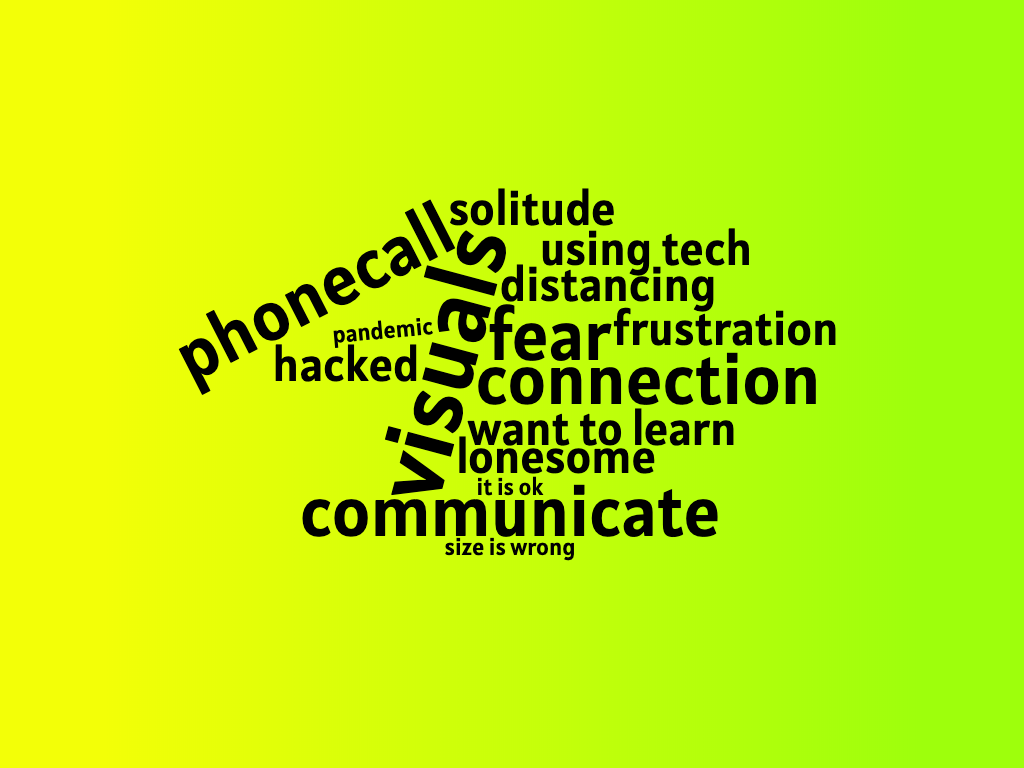 solitude
phonecall
using tech
visuals
distancing
pandemic
fear
frustration
hacked
connection
want to learn
lonesome
it is ok
communicate
size is wrong